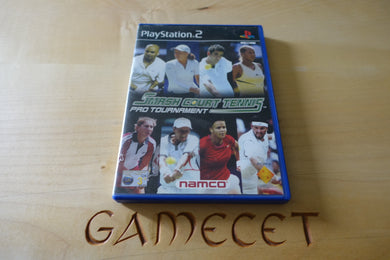 PlayStation 2
SMASH COURT TENNIS
PRO TOURNAMENT
namco
GAMECET